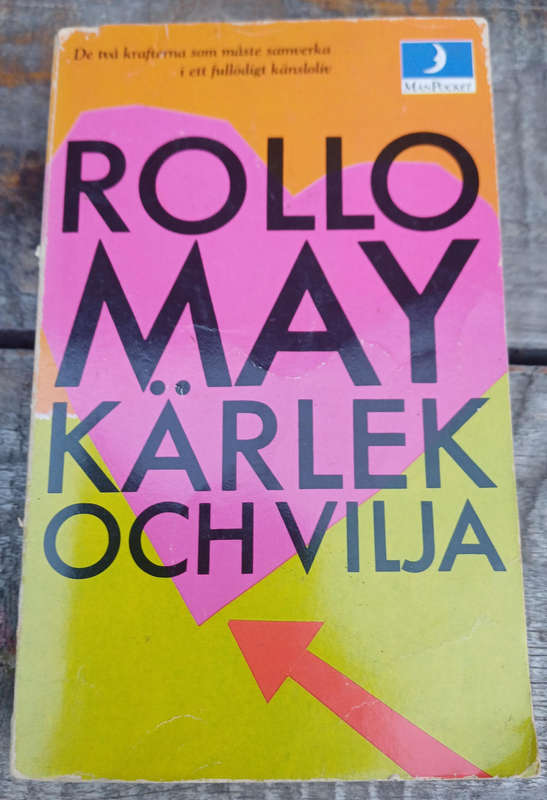 De två krafterna som måste samverka
i ett fullödigt känsloliv
MånPocket
ROLLO
MAY
KÄRLEK
OCH VILJA